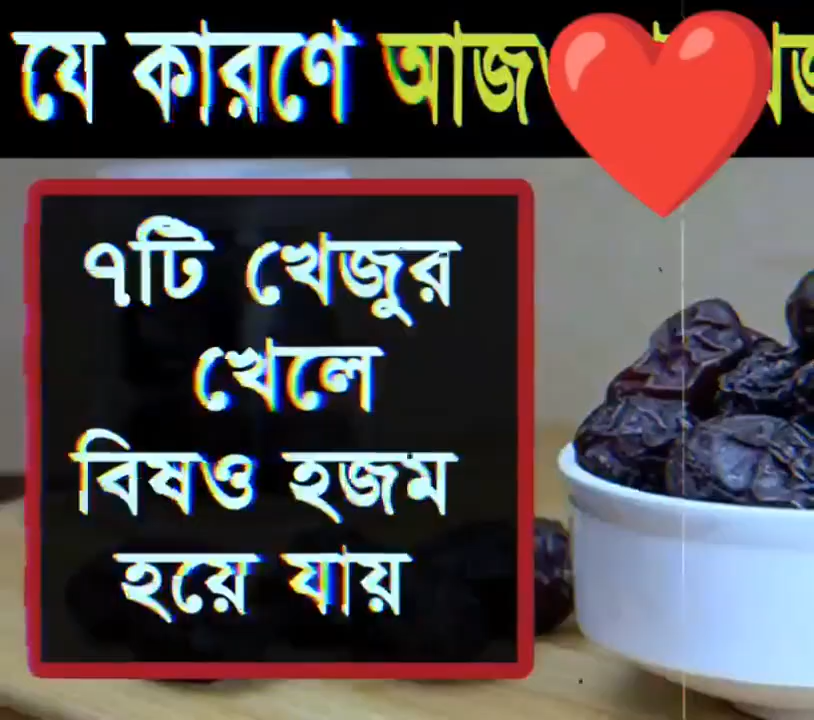 যে কারণে
৭টি খেজুর
খেলে
বিষও হজম
হয়ে যায়